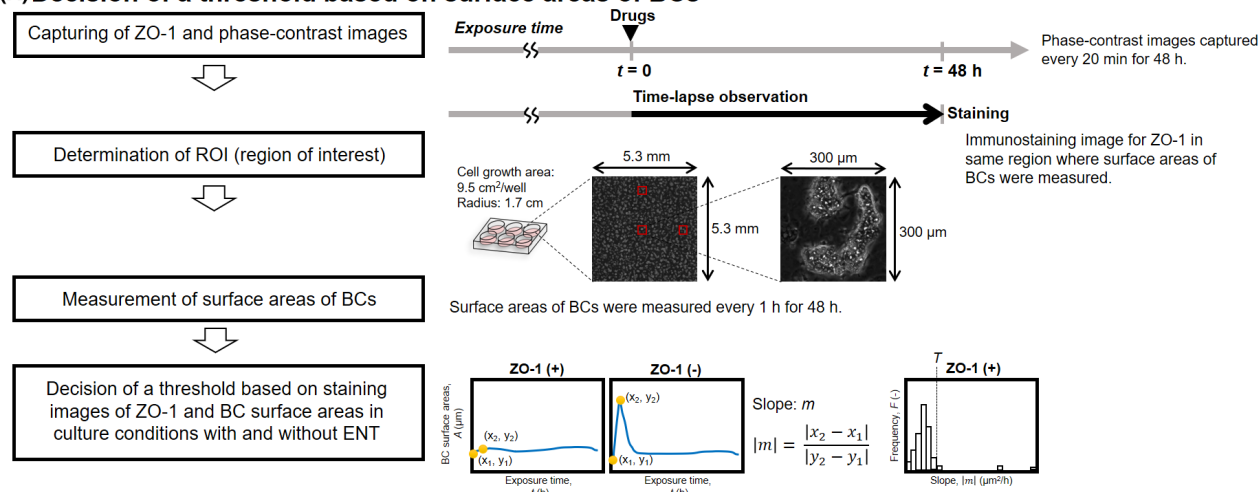 Capturing of ZO-1 and phase-contrast images
Determination of ROI (region of interest)
Measurement of surface areas of BCs
Decision of a threshold based on staining
images of ZO-1 and BC surface areas in
culture conditions with and without ENT
Drugs
Exposure time
t = 0
t = 48 h
Phase-contrast images captured
every 20 min for 48 h.
Time-lapse observation
Staining
Immunostaining image for ZO-1 in
same region where surface areas of
BCs were measured.
Cell growth area:
9.5 cm²/well
Radius: 1.7 cm
5.3 mm
5.3 mm
300 µm
300 µm
Surface areas of BCs were measured every 1 h for 48 h.
ZO-1 (+)
BC surface areas,
A (µm)
(x₂, y₂)
(x₁, y₁)
Exposure time,
ZO-1 (-)
(x₂, y₂)
(x₁, y₁)
Exposure time,
Slope: m
|m| = |x₂ − x₁| / |y₂ − y₁|
T
ZO-1 (+)
Frequency, F (-)
Slope, |m| (µm²/h)